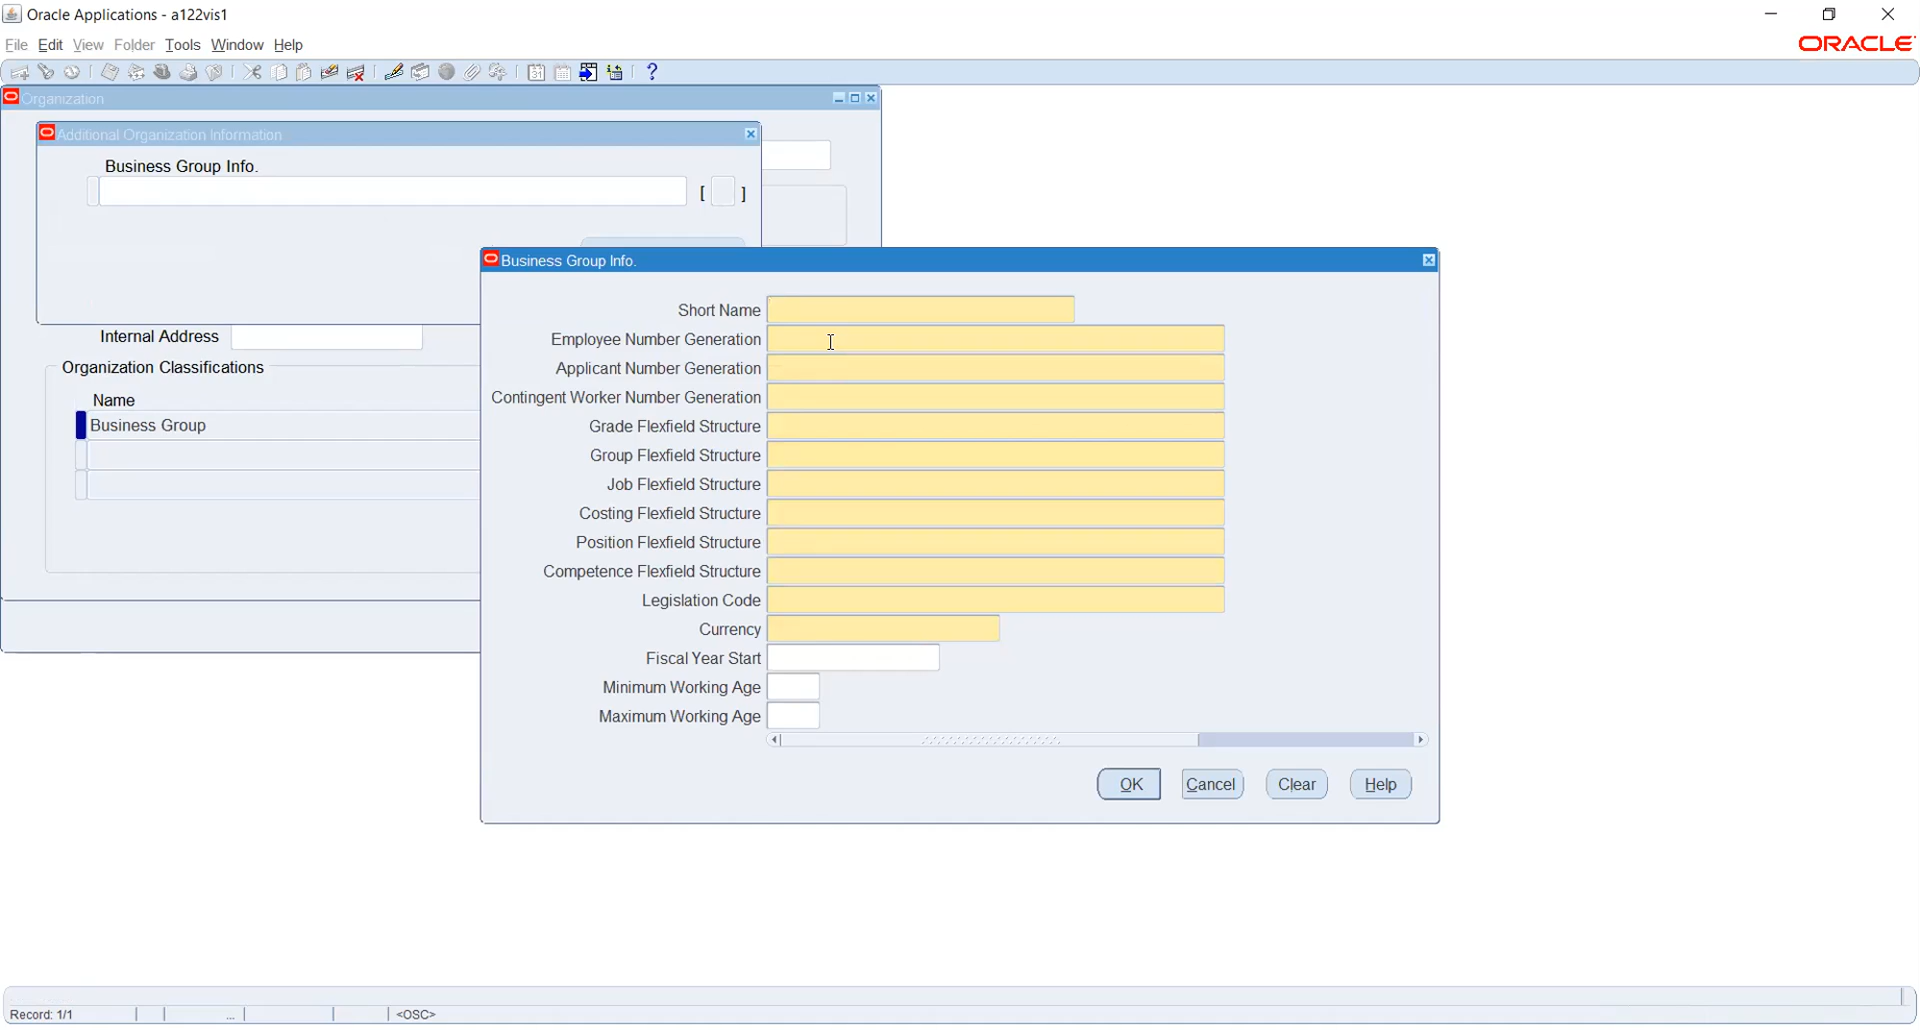 Oracle Applications - a122vis1
File Edit View Folder Tools Window Help
ORACLE
Organization
Additional Organization Information
Business Group Info.
[ ]
Business Group Info.
Short Name
Internal Address
Employee Number Generation
Organization Classifications
Applicant Number Generation
Name
Contingent Worker Number Generation
Business Group
Grade Flexfield Structure
Group Flexfield Structure
Job Flexfield Structure
Costing Flexfield Structure
Position Flexfield Structure
Competence Flexfield Structure
Legislation Code
Currency
Fiscal Year Start
Minimum Working Age
Maximum Working Age
OK Cancel Clear Help
Record: 1/1 ... <OSC>